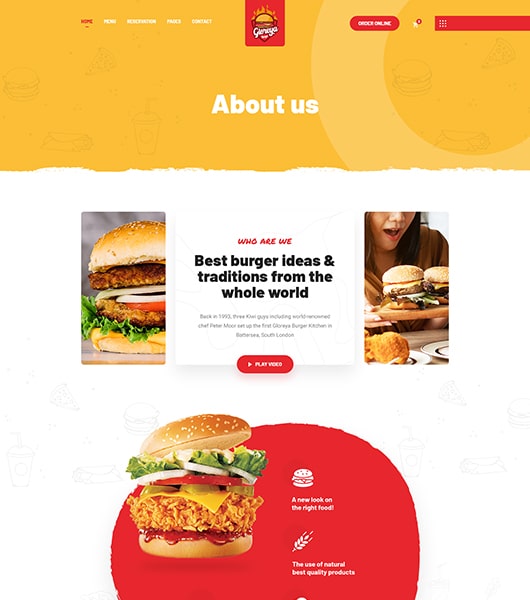 HOME MENU RESERVATION PAGES CONTACT
Gloreya
ORDER ONLINE
About us
WHO ARE WE
Best burger ideas &
traditions from the
whole world
Back in 1993, three Kiwi guys including world-renowned
chef Peter Moor set up the first Gloreya Burger Kitchen in
Battersea, South London
PLAY VIDEO
A new look on
the right food!
The use of natural
best quality products